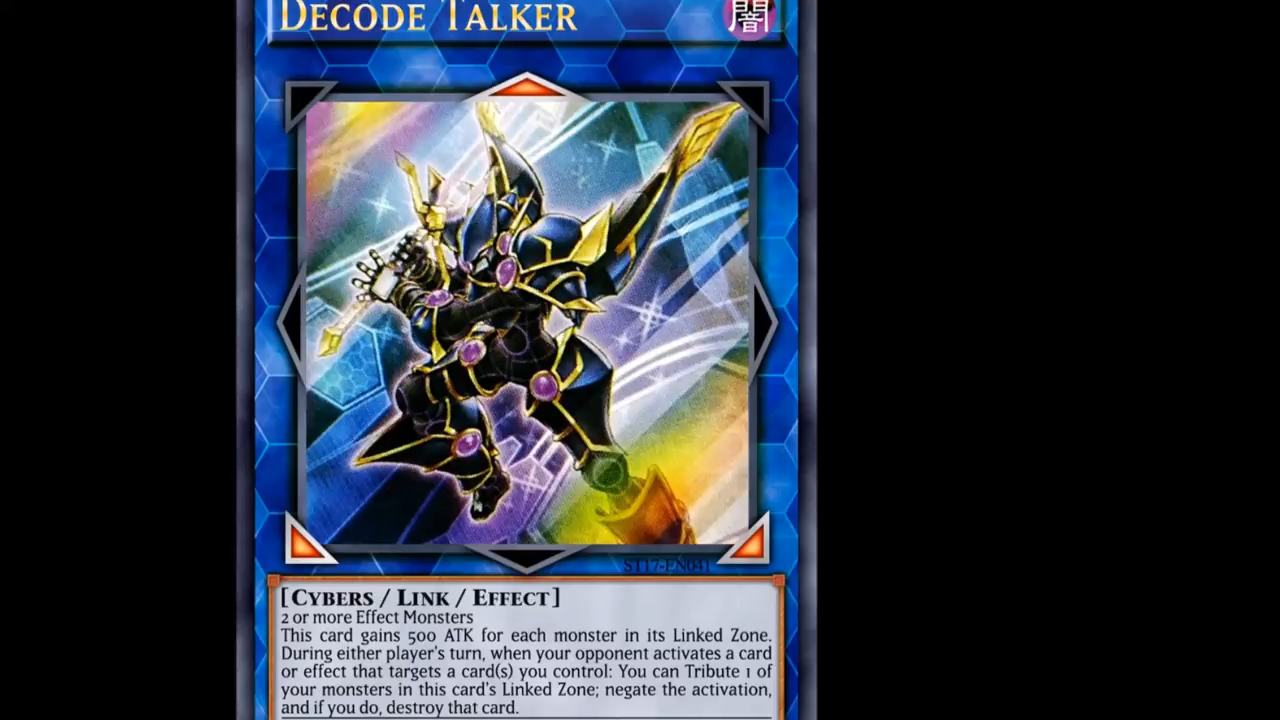 DECODE TALKER
闇
ST17-EN041
[CYBERS / LINK / EFFECT]
2 or more Effect Monsters
This card gains 500 ATK for each monster in its Linked Zone.
During either player's turn, when your opponent activates a card
or effect that targets a card(s) you control: You can Tribute 1 of
your monsters in this card's Linked Zone; negate the activation,
and if you do, destroy that card.